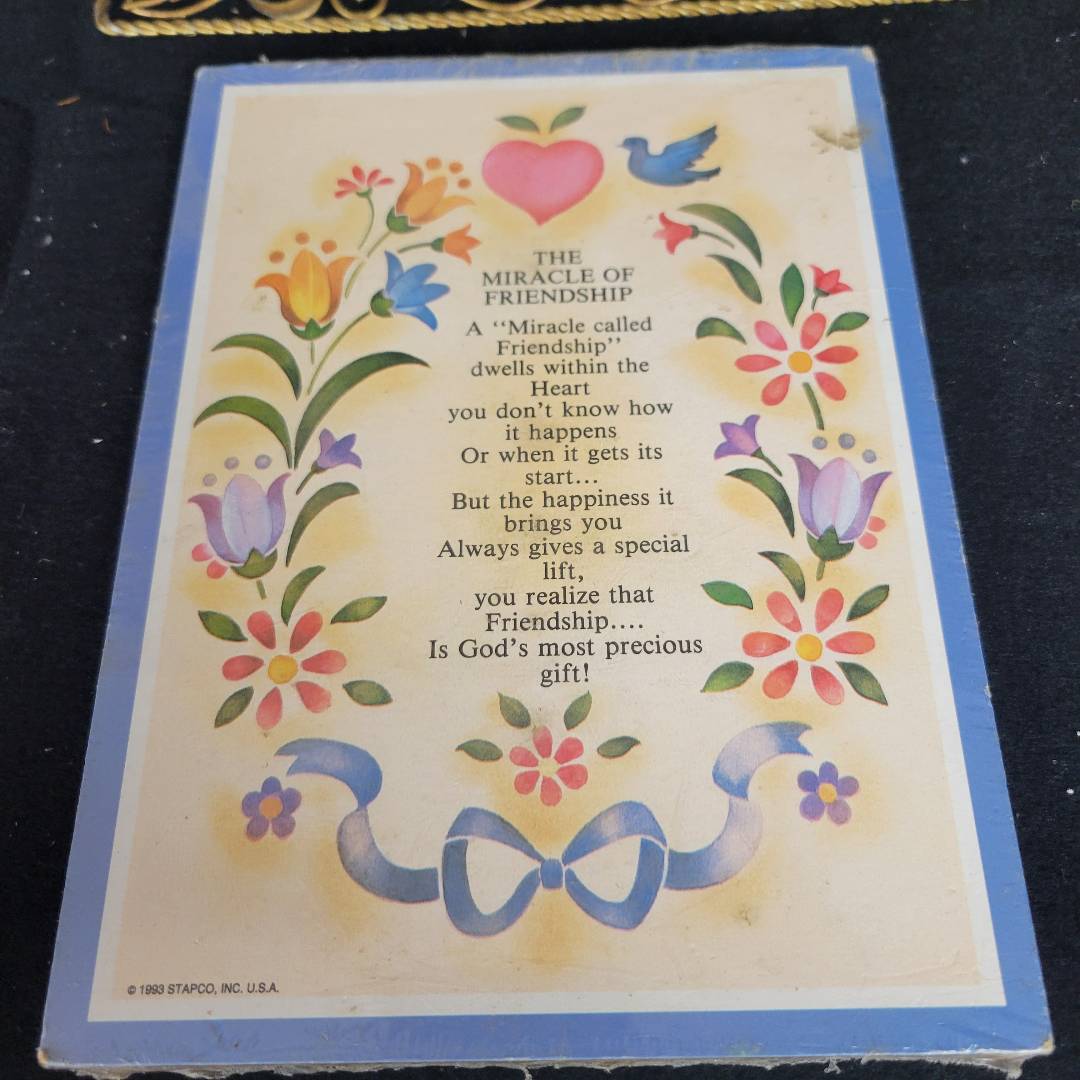 THE
MIRACLE OF
FRIENDSHIP
A “Miracle called
Friendship”
dwells within the
Heart
you don’t know how
it happens
Or when it gets its
start...
But the happiness it
brings you
Always gives a special
lift,
you realize that
Friendship....
Is God’s most precious
gift!
© 1993 STAPCO, INC. U.S.A.